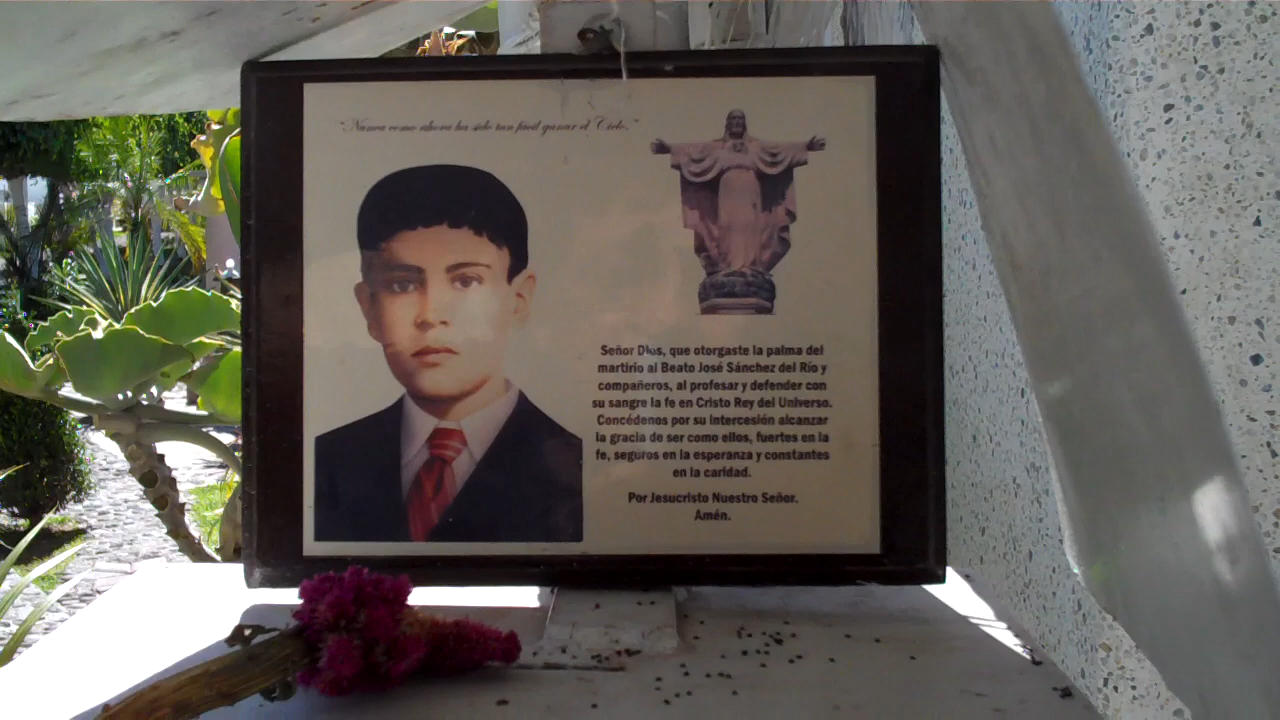 "Nunca como ahora ha sido tan fácil ganar el Cielo."
Señor Dios, que otorgaste la palma del
martirio al Beato José Sánchez del Río y
compañeros, al profesar y defender con
su sangre la fe en Cristo Rey del Universo.
Concédenos por su intercesión alcanzar
la gracia de ser como ellos, fuertes en la
fe, seguros en la esperanza y constantes
en la caridad.
Por Jesucristo Nuestro Señor.
Amén.